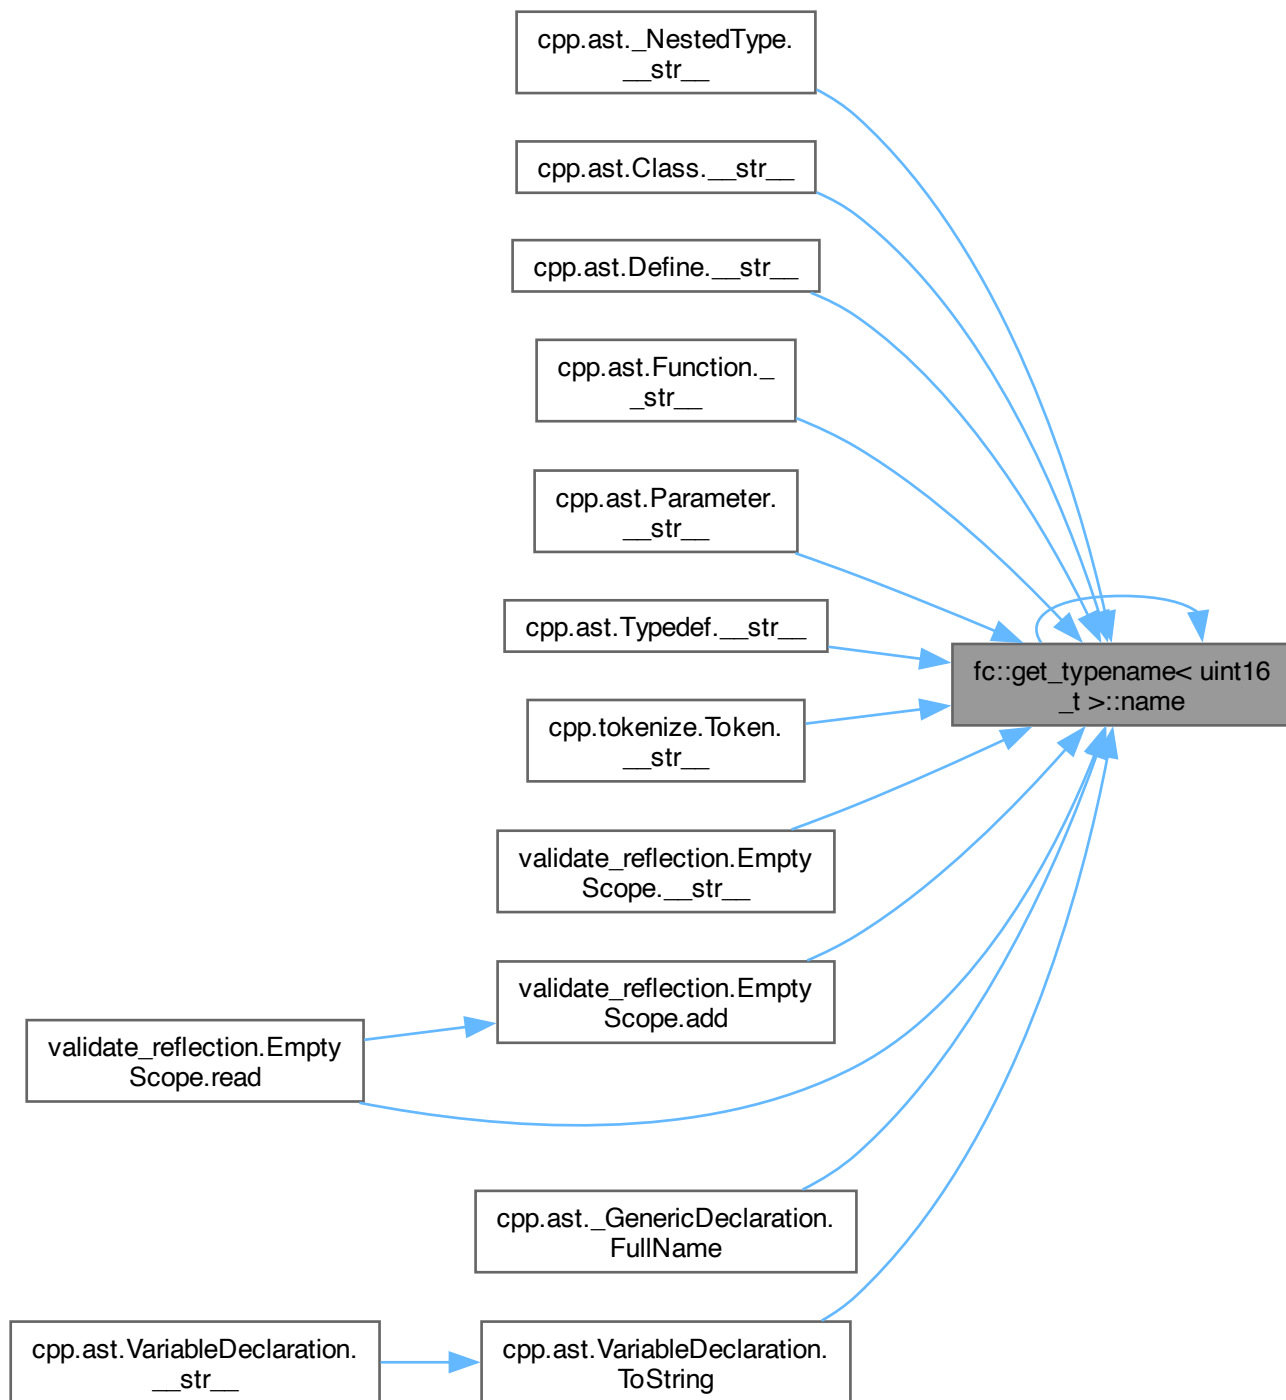 cpp.ast._NestedType.
__str__
cpp.ast.Class.__str__
cpp.ast.Define.__str__
cpp.ast.Function._
_str__
cpp.ast.Parameter.
__str__
cpp.ast.Typedef.__str__
fc::get_typename< uint16
_t >::name
cpp.tokenize.Token.
__str__
validate_reflection.Empty
Scope.__str__
validate_reflection.Empty
Scope.add
validate_reflection.Empty
Scope.read
cpp.ast._GenericDeclaration.
FullName
cpp.ast.VariableDeclaration.
__str__
cpp.ast.VariableDeclaration.
ToString